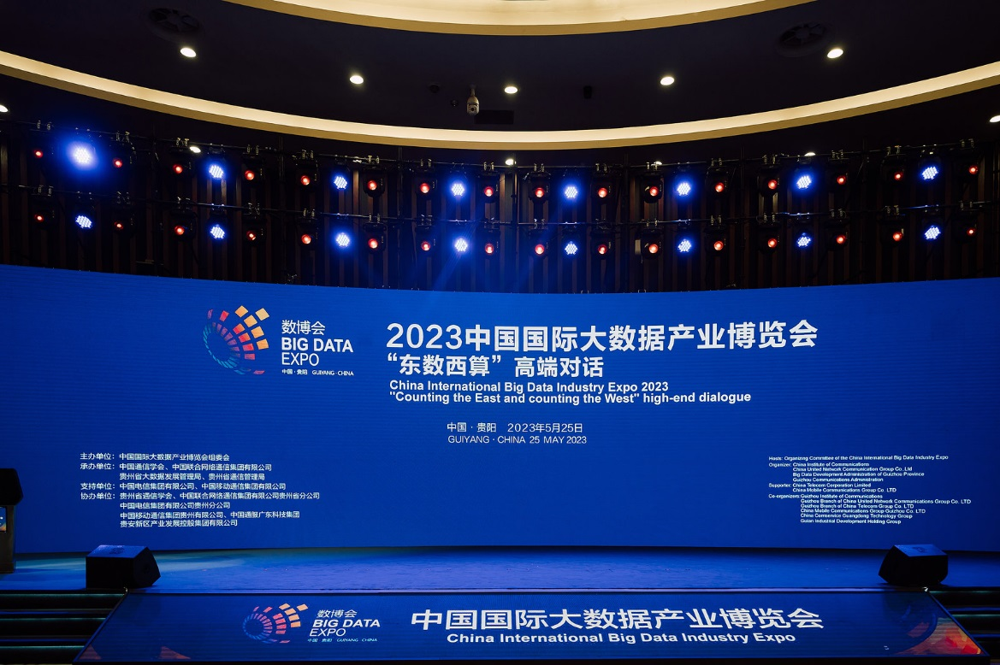 数博会
BIG DATA
EXPO
中国·贵阳 GUIYANG·CHINA
2023中国国际大数据产业博览会
“东数西算”高端对话
China International Big Data Industry Expo 2023
"Counting the East and counting the West" high-end dialogue
中国·贵阳 2023年5月25日
GUIYANG·CHINA 25 MAY 2023
主办单位：中国国际大数据产业博览会组委会
承办单位：中国通信学会、中国联合网络通信集团有限公司
贵州省大数据发展管理局、贵州省通信管理局
支持单位：中国电信集团有限公司、中国移动通信集团有限公司
协办单位：贵州省通信学会、中国联合网络通信集团有限公司贵州省分公司
中国电信集团有限公司贵州分公司
中国移动通信集团贵州有限公司、中国通服广东科技集团
贵安新区产业发展控股集团有限公司
Hosts: Organizing Committee of the China International Big Data Industry Expo
Organizer: China Institute of Communications
China United Network Communication Group Co. Ltd
Big Data Development Administration of Guizhou Province
Guizhou Communications Administration
Supporter: China Telecom Corporation Limited
China Mobile Communications Group Co. LTD
Co-organizers:Guizhou Institute of Communications
Guizhou Branch of China United Network Communications Group Co. LTD
Guizhou Branch of China Telecom Group Co. LTD
China Mobile Communications Group Guizhou Co. LTD
China Comservice Guangdong Technology Group
Guian Industrial Development Holding Group
数博会
BIG DATA
EXPO
中国·贵阳 GUIYANG·CHINA
中国国际大数据产业博览会
China International Big Data Industry Expo